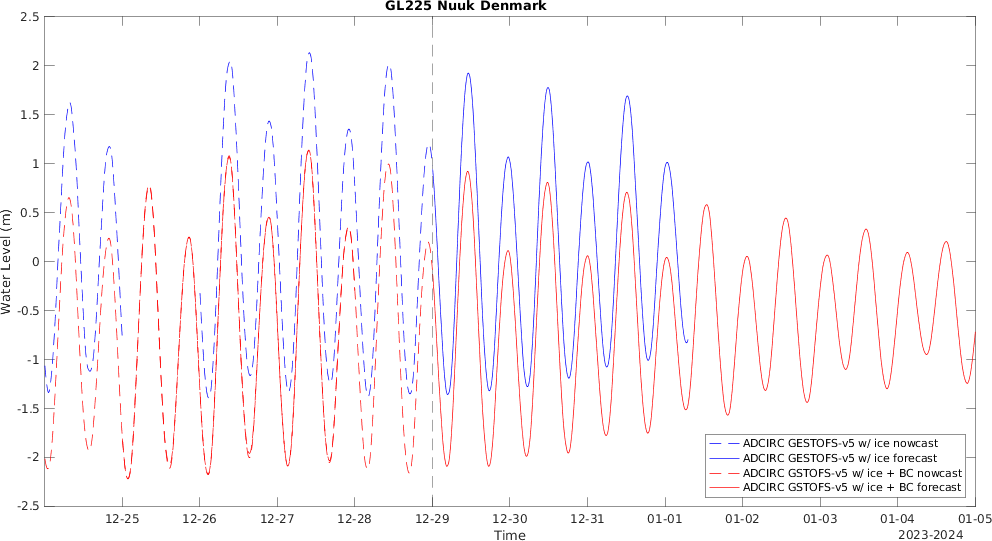 GL225 Nuuk Denmark
2.5
2
1.5
1
0.5
0
-0.5
-1
-1.5
-2
-2.5
Water Level (m)
ADCIRC GESTOFS-v5 w/ ice nowcast
ADCIRC GESTOFS-v5 w/ ice forecast
ADCIRC GSTOFS-v5 w/ ice + BC nowcast
ADCIRC GSTOFS-v5 w/ ice + BC forecast
12-25 12-26 12-27 12-28 12-29 12-30 12-31 01-01 01-02 01-03 01-04 01-05
Time
2023-2024